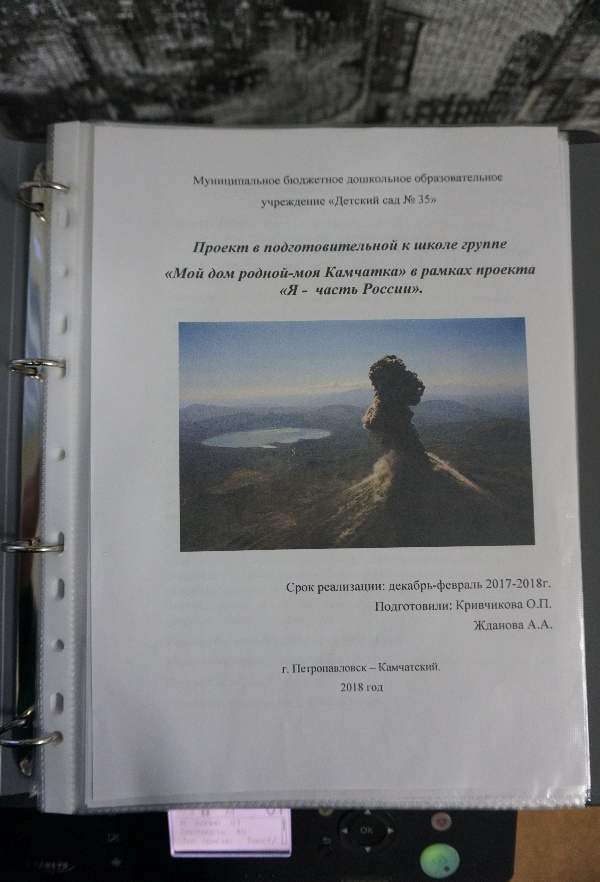 Муниципальное бюджетное дошкольное образовательное
учреждение «Детский сад № 35»
Проект в подготовительной к школе группе
«Мой дом родной-моя Камчатка» в рамках проекта
«Я - часть России».
Срок реализации: декабрь-февраль 2017-2018г.
Подготовили: Кривчикова О.П.
Жданова А.А.
г. Петропавловск – Камчатский.
2018 год
OK